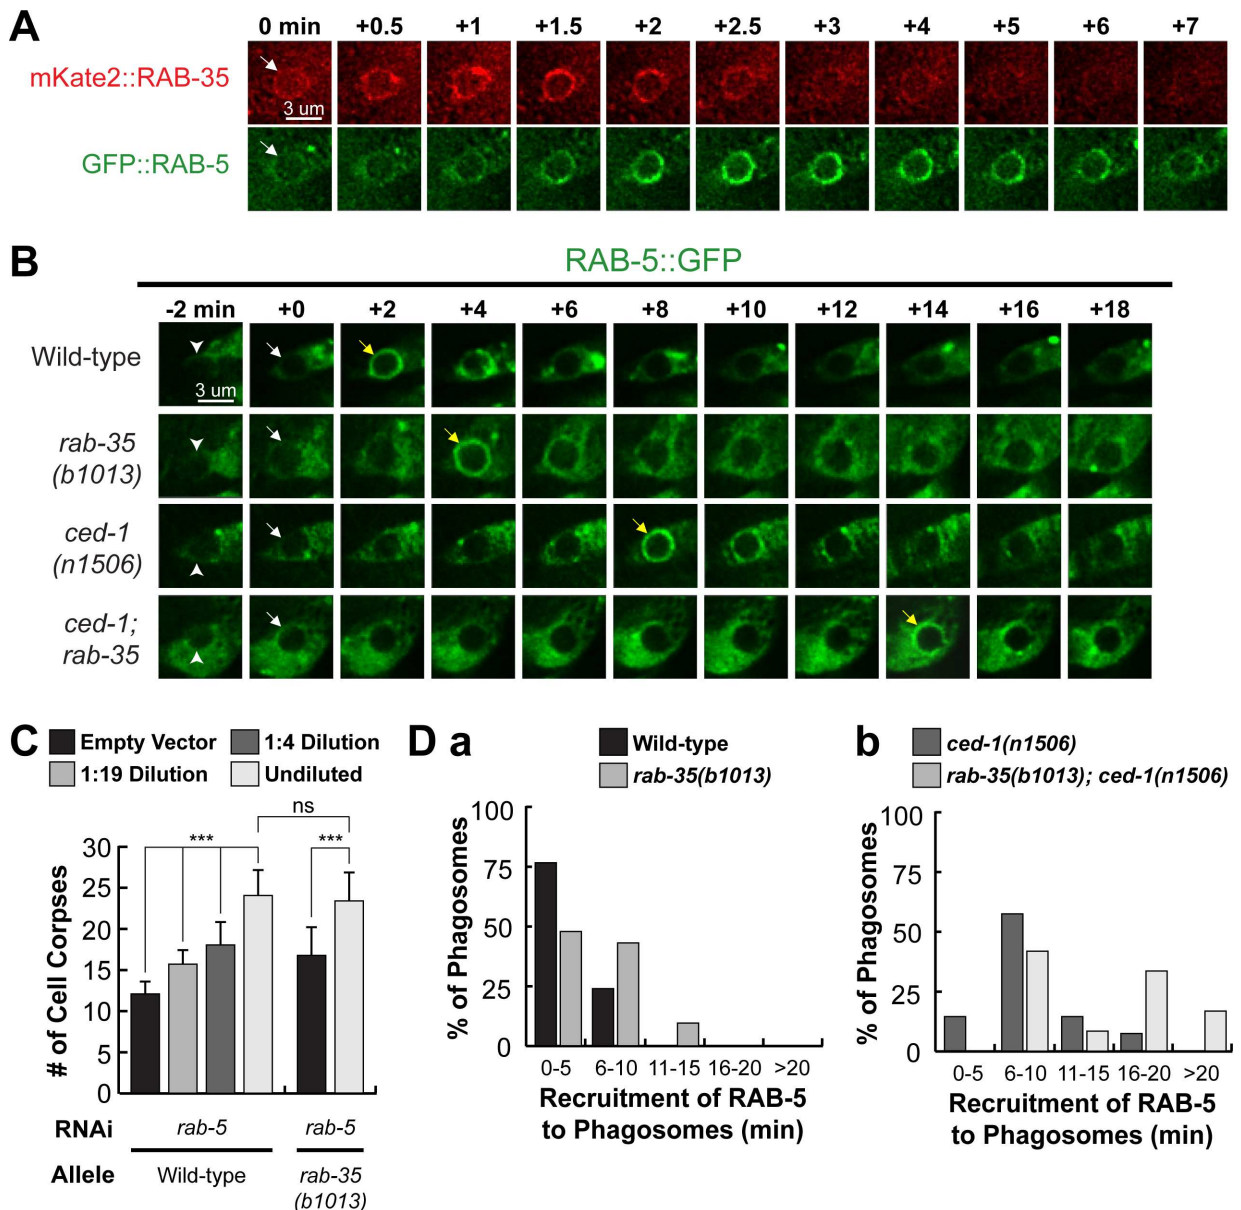 A
0 min +0.5 +1 +1.5 +2 +2.5 +3 +4 +5 +6 +7
mKate2::RAB-35
3 um
GFP::RAB-5
B
RAB-5::GFP
-2 min +0 +2 +4 +6 +8 +10 +12 +14 +16 +18
Wild-type
3 um
rab-35
(b1013)
ced-1
(n1506)
ced-1;
rab-35
C
Empty Vector 1:4 Dilution
1:19 Dilution Undiluted
ns
*** ***
# of Cell Corpses
30
25
20
15
10
5
0
RNAi rab-5 rab-5
Allele Wild-type rab-35
(b1013)
D a
Wild-type
rab-35(b1013)
% of Phagosomes
100
75
50
25
0
0-5 6-10 11-15 16-20 >20
Recruitment of RAB-5
to Phagosomes (min)
b
ced-1(n1506)
rab-35(b1013); ced-1(n1506)
% of Phagosomes
100
75
50
25
0
0-5 6-10 11-15 16-20 >20
Recruitment of RAB-5
to Phagosomes (min)